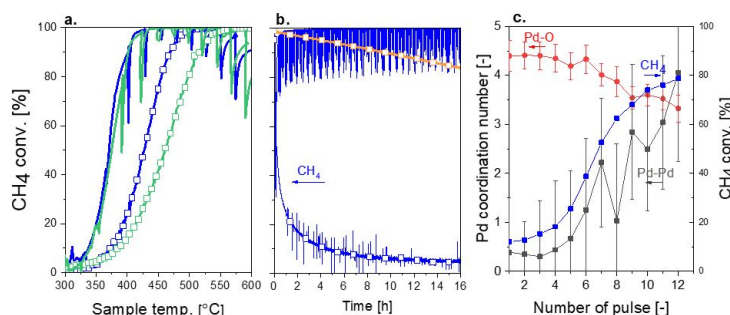 a.
b.
c.
CH4 conv. [%]
100
80
60
40
20
0
300 350 400 450 500 550 600
Sample temp. [°C]
CH4
0 2 4 6 8 10 12 14 16
Time [h]
Pd coordination number [-]
5
4
3
2
1
0
Pd-O
CH4
Pd-Pd
2 4 6 8 10 12
Number of pulse [-]
100
80
60
40
20
0
CH4 conv. [%]